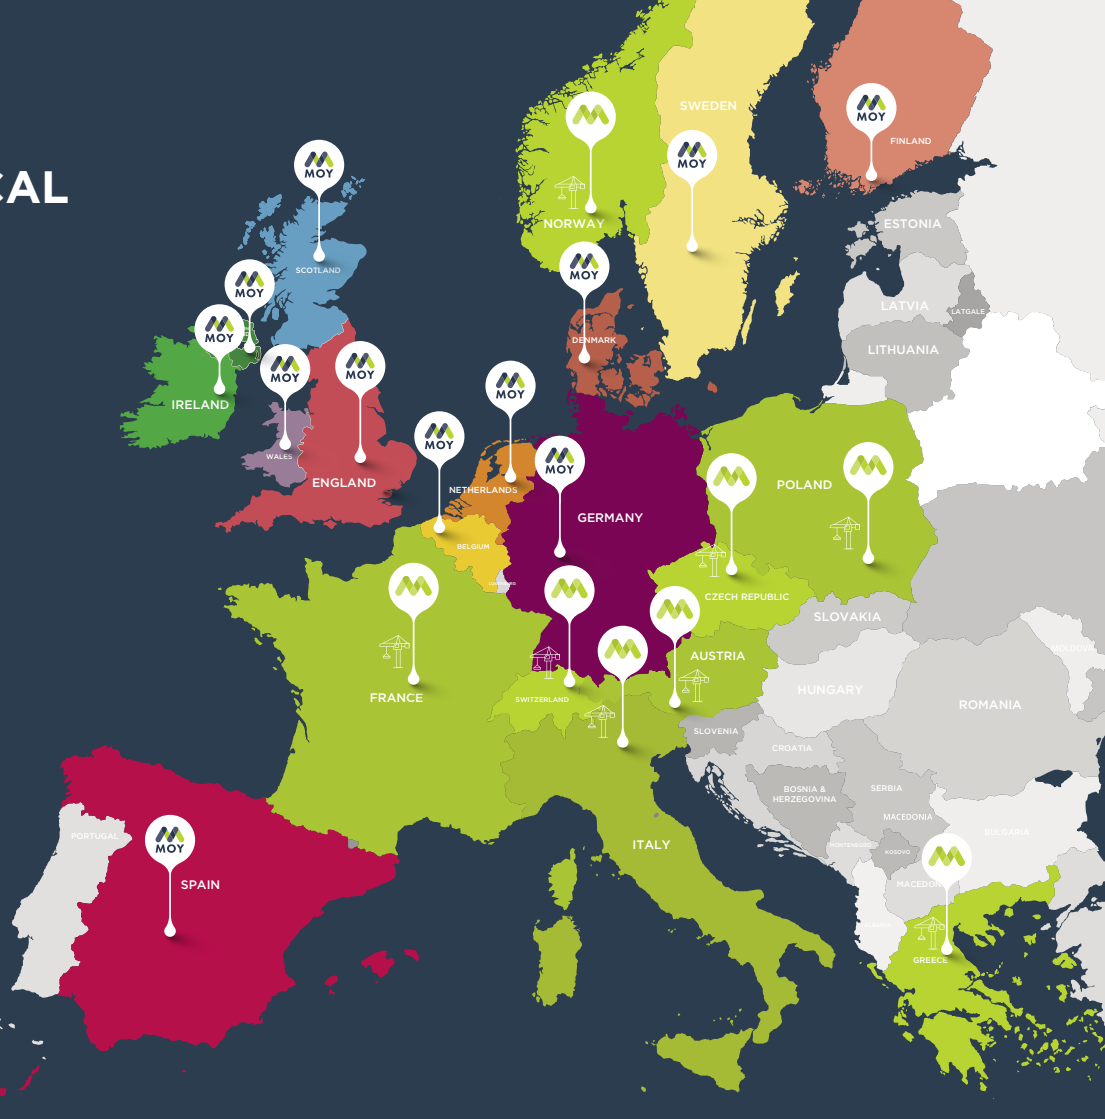 CAL
SWEDEN
MOY
FINLAND
MOY
MOY
NORWAY
ESTONIA
MOY
SCOTLAND
MOY
LATVIA
LATGALE
MOY
DENMARK
LITHUANIA
MOY
MOY
MOY
IRELAND
MOY
WALES
MOY
ENGLAND
NETHERLANDS
POLAND
GERMANY
BELGIUM
CZECH REPUBLIC
SLOVAKIA
MOLDOVA
AUSTRIA
HUNGARY
FRANCE
SWITZERLAND
ROMANIA
SLOVENIA
CROATIA
BOSNIA &
HERZEGOVINA
SERBIA
MACEDONIA
BULGARIA
PORTUGAL
MOY
ITALY
MONTENEGRO
KOSOVO
SPAIN
MACEDON
GREECE